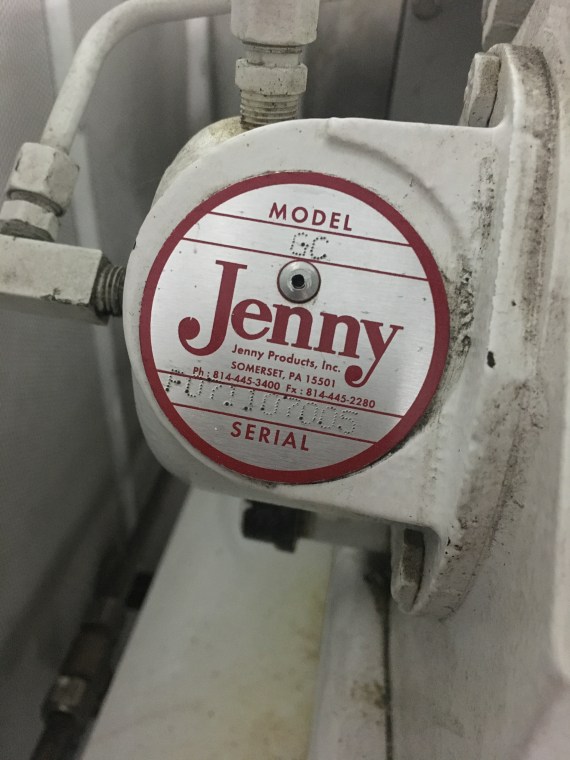 MODEL
GC
Jenny
Jenny Products, Inc.
SOMERSET, PA 15501
Ph : 814-445-3400 Fx : 814-445-2280
SERIAL